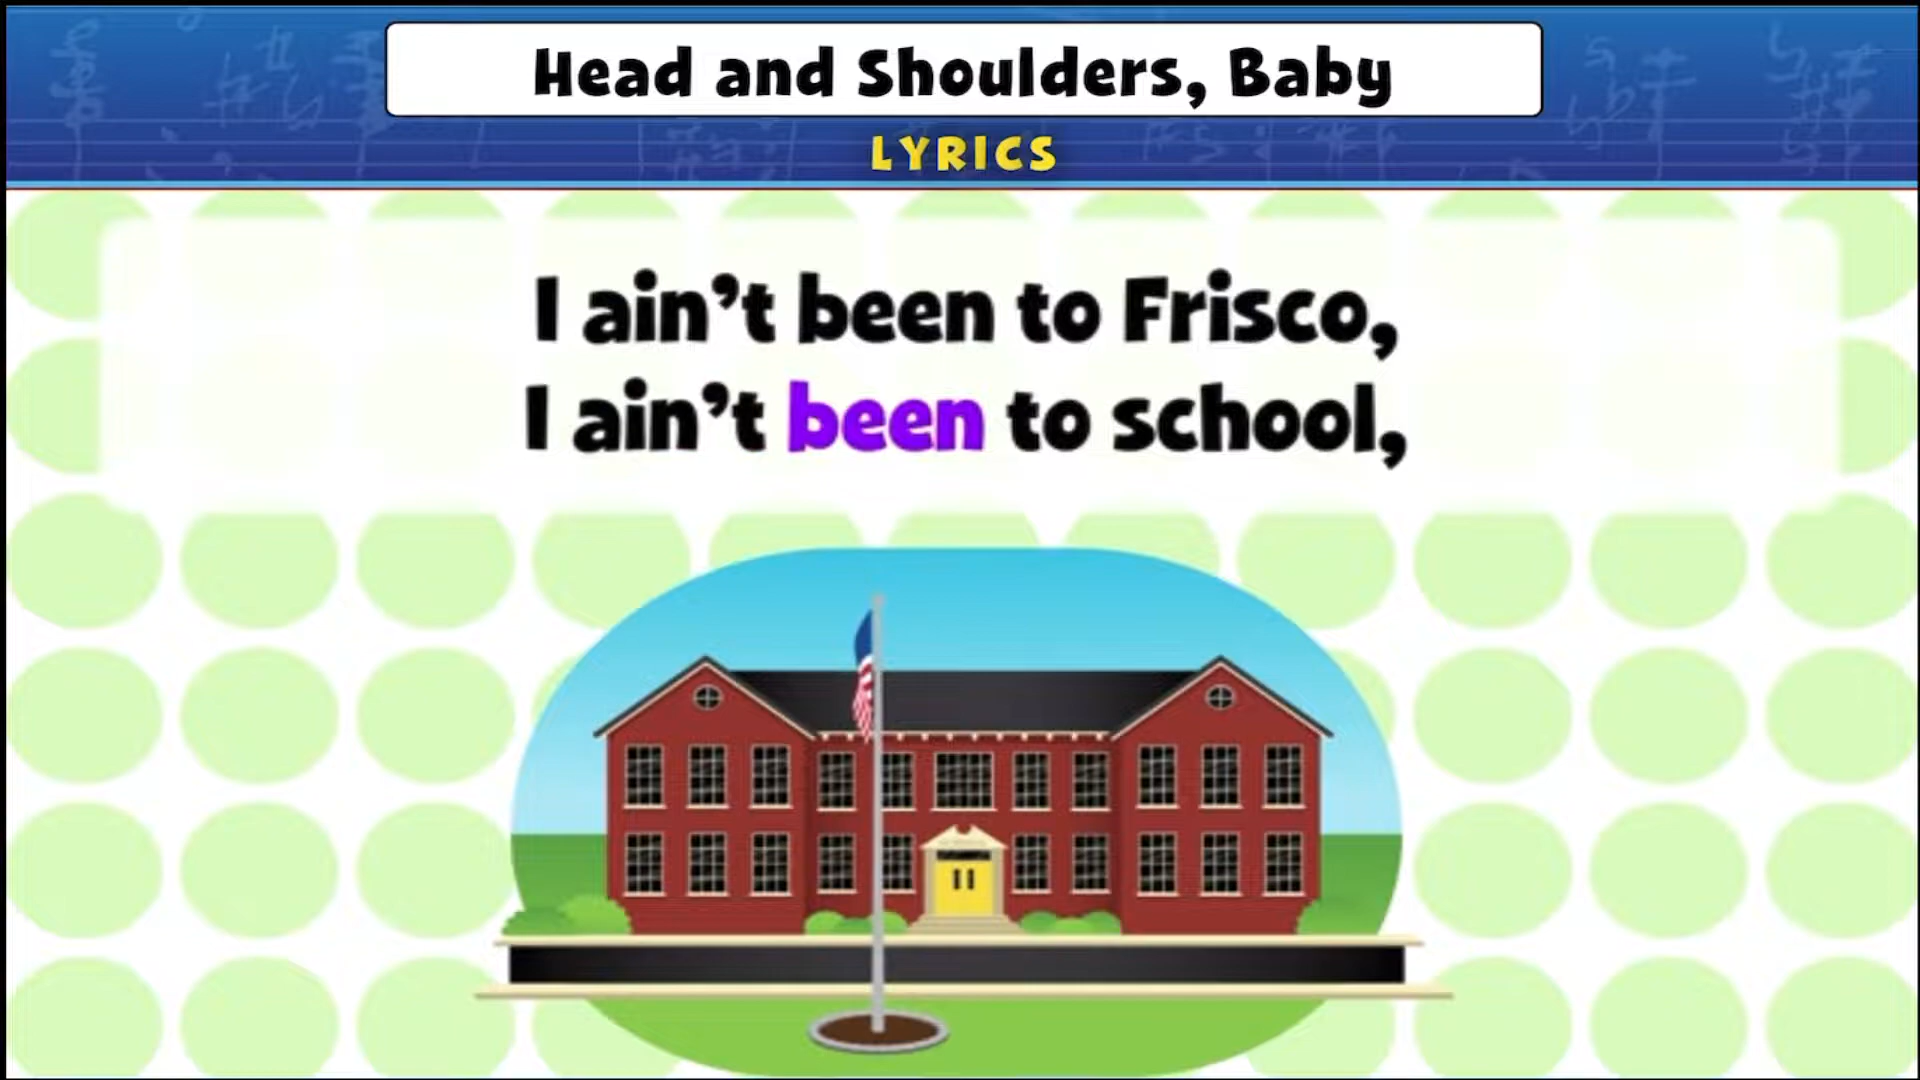 Head and Shoulders, Baby
LYRICS
I ain’t been to Frisco,
I ain’t been to school,